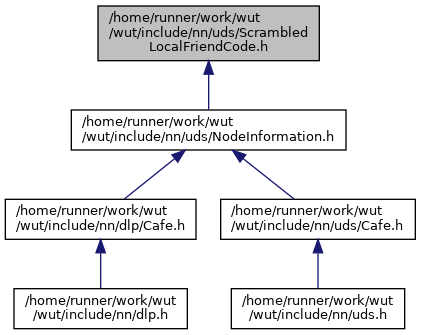 /home/runner/work/wut
/wut/include/nn/uds/Scrambled
LocalFriendCode.h
/home/runner/work/wut
/wut/include/nn/uds/NodeInformation.h
/home/runner/work/wut
/wut/include/nn/dlp/Cafe.h
/home/runner/work/wut
/wut/include/nn/uds/Cafe.h
/home/runner/work/wut
/wut/include/nn/dlp.h
/home/runner/work/wut
/wut/include/nn/uds.h